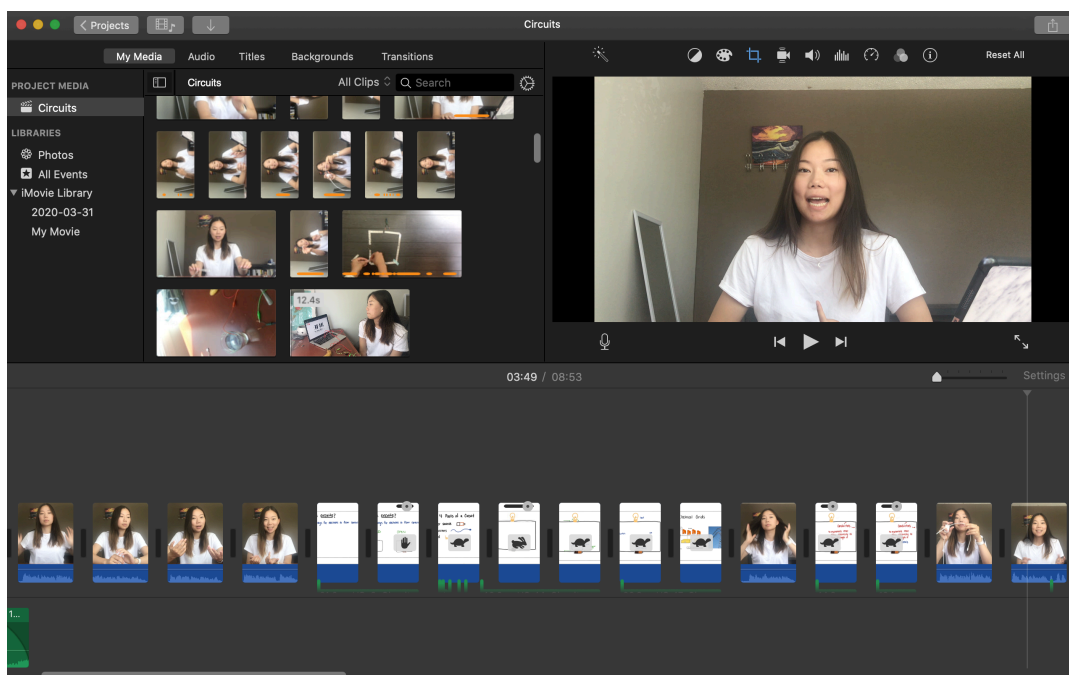 Projects
Circuits
My Media Audio Titles Backgrounds Transitions
Reset All
PROJECT MEDIA
Circuits
All Clips
Search
Circuits
LIBRARIES
Photos
All Events
iMovie Library
2020-03-31
My Movie
12.4s
03:49 / 08:53
Settings
1...